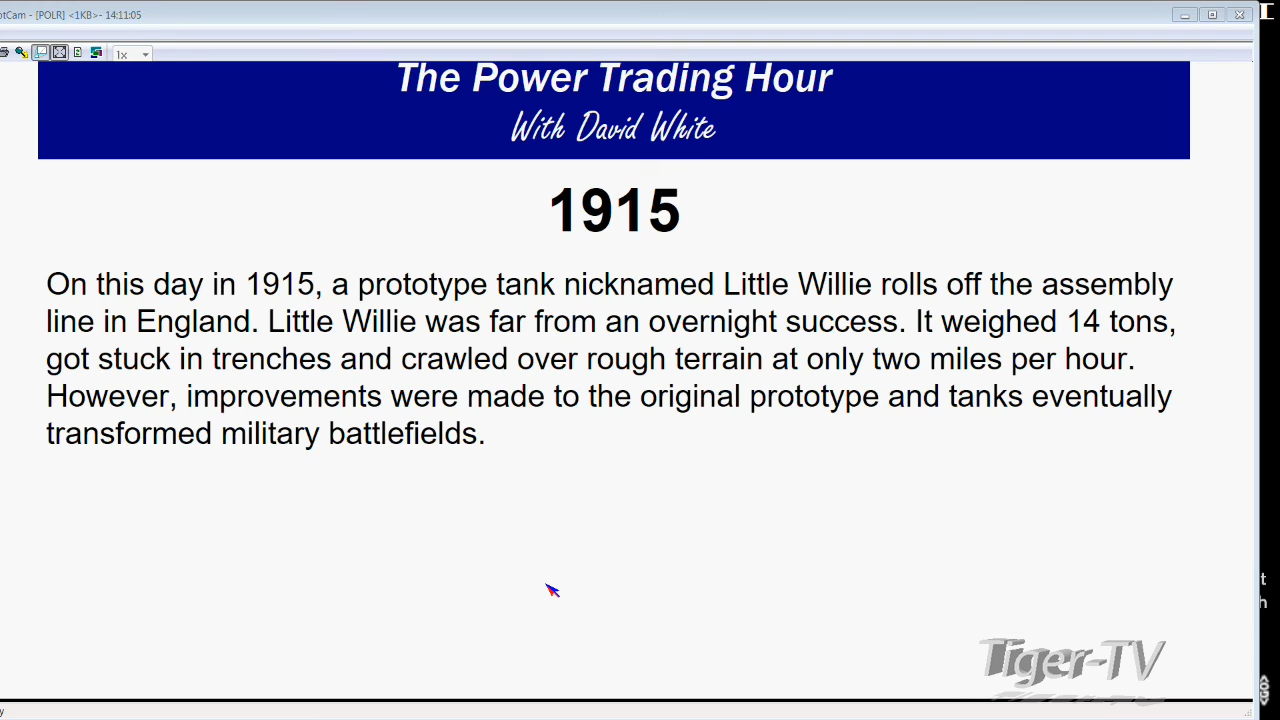 otCam - [POLR] <1KB>- 14:11:05
1x
The Power Trading Hour
With David White
1915
On this day in 1915, a prototype tank nicknamed Little Willie rolls off the assembly
line in England. Little Willie was far from an overnight success. It weighed 14 tons,
got stuck in trenches and crawled over rough terrain at only two miles per hour.
However, improvements were made to the original prototype and tanks eventually
transformed military battlefields.
t
h
Tiger-TV
y